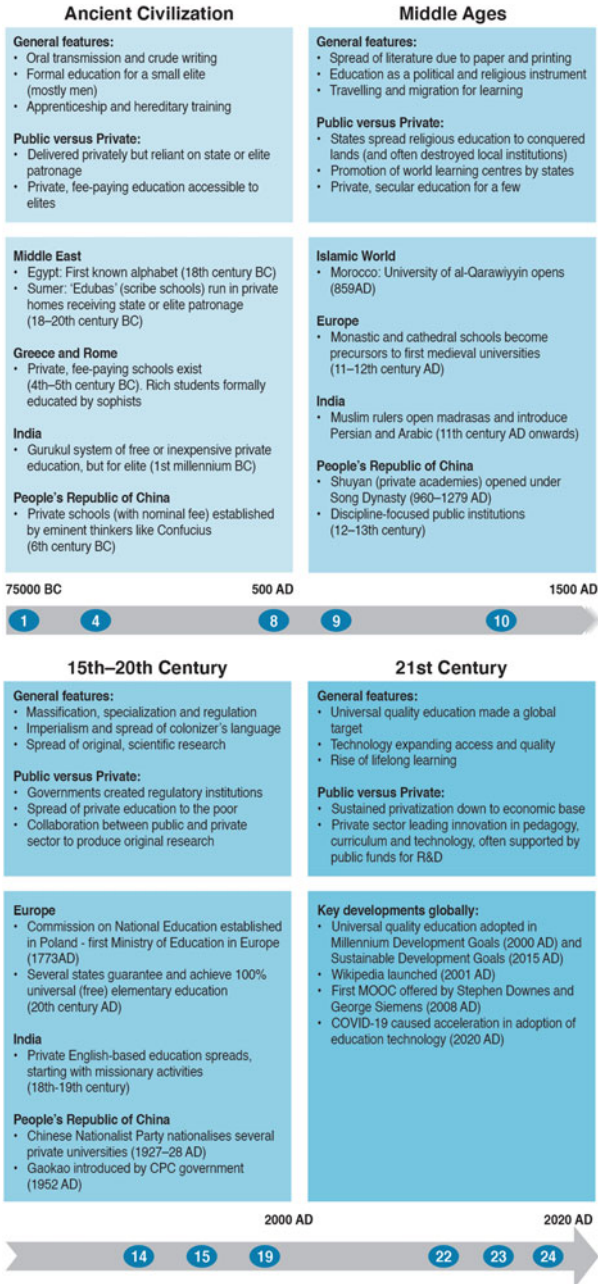 Ancient Civilization
General features:
• Oral transmission and crude writing
• Formal education for a small elite
(mostly men)
• Apprenticeship and hereditary training
Public versus Private:
• Delivered privately but reliant on state or elite
patronage
• Private, fee-paying education accessible to
elites
Middle East
• Egypt: First known alphabet (18th century BC)
• Sumer: ‘Edubas’ (scribe schools) run in private
homes receiving state or elite patronage
(18–20th century BC)
Greece and Rome
• Private, fee-paying schools exist
(4th–5th century BC). Rich students formally
educated by sophists
India
• Gurukul system of free or inexpensive private
education, but for elite (1st millennium BC)
People’s Republic of China
• Private schools (with nominal fee) established
by eminent thinkers like Confucius
(6th century BC)
Middle Ages
General features:
• Spread of literature due to paper and printing
• Education as a political and religious instrument
• Travelling and migration for learning
Public versus Private:
• States spread religious education to conquered
lands (and often destroyed local institutions)
• Promotion of world learning centres by states
• Private, secular education for a few
Islamic World
• Morocco: University of al-Qarawiyyin opens
(859AD)
Europe
• Monastic and cathedral schools become
precursors to first medieval universities
(11–12th century AD)
India
• Muslim rulers open madrasas and introduce
Persian and Arabic (11th century AD onwards)
People’s Republic of China
• Shuyan (private academies) opened under
Song Dynasty (960–1279 AD)
• Discipline-focused public institutions
(12–13th century)
75000 BC 500 AD 1500 AD
1 4 8 9 10
15th–20th Century
General features:
• Massification, specialization and regulation
• Imperialism and spread of colonizer’s language
• Spread of original, scientific research
Public versus Private:
• Governments created regulatory institutions
• Spread of private education to the poor
• Collaboration between public and private
sector to produce original research
Europe
• Commission on National Education established
in Poland - first Ministry of Education in Europe
(1773AD)
• Several states guarantee and achieve 100%
universal (free) elementary education
(20th century AD)
India
• Private English-based education spreads,
starting with missionary activities
(18th-19th century)
People’s Republic of China
• Chinese Nationalist Party nationalises several
private universities (1927–28 AD)
• Gaokao introduced by CPC government
(1952 AD)
21st Century
General features:
• Universal quality education made a global
target
• Technology expanding access and quality
• Rise of lifelong learning
Public versus Private:
• Sustained privatization down to economic base
• Private sector leading innovation in pedagogy,
curriculum and technology, often supported by
public funds for R&D
Key developments globally:
• Universal quality education adopted in
Millennium Development Goals (2000 AD) and
Sustainable Development Goals (2015 AD)
• Wikipedia launched (2001 AD)
• First MOOC offered by Stephen Downes and
George Siemens (2008 AD)
• COVID-19 caused acceleration in adoption of
education technology (2020 AD)
2000 AD 2020 AD
14 15 19 22 23 24